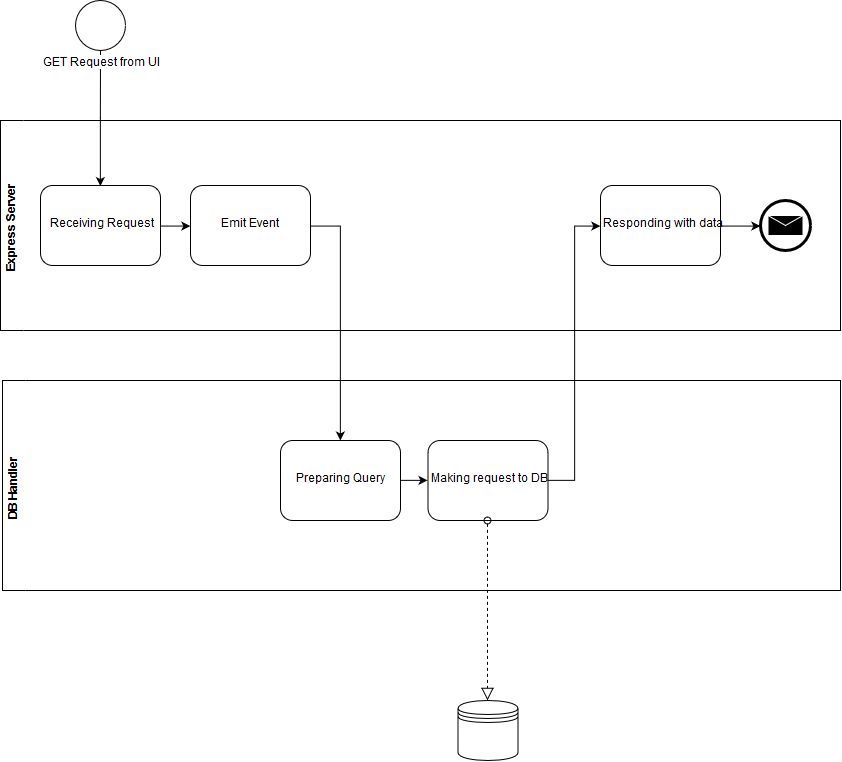 GET Request from UI
Express Server
Receiving Request
Emit Event
Responding with data
DB Handler
Preparing Query
Making request to DB